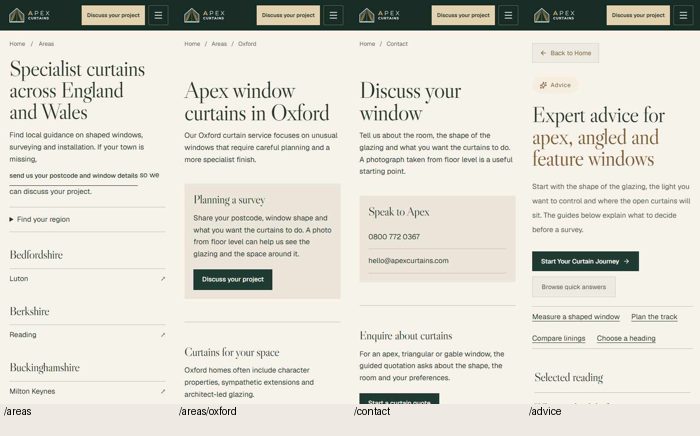 APEX
CURTAINS
Discuss your project
Home / Areas
Specialist curtains
across England
and Wales
Find local guidance on shaped windows,
surveying and installation. If your town is
missing,
send us your postcode and window details so we
can discuss your project.
Find your region
Bedfordshire
Luton
Berkshire
Reading
Buckinghamshire
Milton Keynes
/areas
APEX
CURTAINS
Discuss your project
Home / Areas / Oxford
Apex window
curtains in Oxford
Our Oxford curtain service focuses on unusual
windows that require careful planning and a
more specialist finish.
Planning a survey
Share your postcode, window shape and
what you want the curtains to do. A photo
from floor level can help us see the
glazing and the space around it.
Discuss your project
Curtains for your space
Oxford homes often include character
properties, sympathetic extensions and
architect-led glazing.
/areas/oxford
APEX
CURTAINS
Discuss your project
Home / Contact
Discuss your
window
Tell us about the room, the shape of the
glazing and what you want the curtains to do.
A photograph taken from floor level is a useful
starting point.
Speak to Apex
0800 772 0367
hello@apexcurtains.com
Enquire about curtains
For an apex, triangular or gable window, the
guided quotation asks about the shape, the
room and your preferences.
Start a curtain quote
/contact
APEX
CURTAINS
Discuss your project
← Back to Home
Advice
Expert advice for
apex, angled and
feature windows
Start with the shape of the glazing, the light you
want to control and where the open curtains will
sit. The guides below explain what to decide
before a survey.
Start Your Curtain Journey →
Browse quick answers
Measure a shaped window Plan the track
Compare linings Choose a heading
Selected reading
/advice